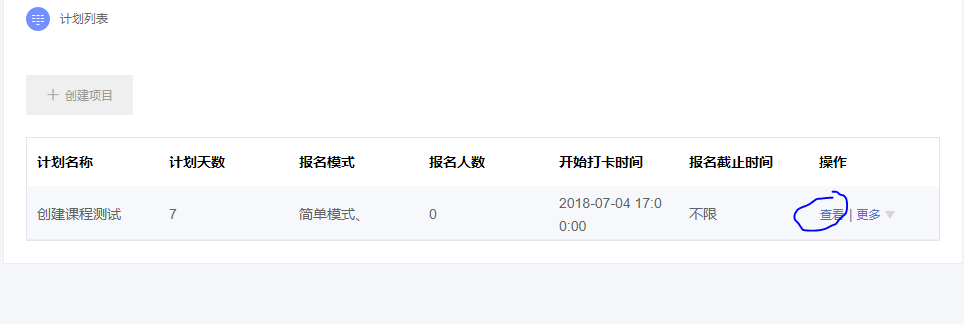 计划列表
+ 创建项目
计划名称 计划天数 报名模式 报名人数 开始打卡时间 报名截止时间 操作
创建课程测试 7 简单模式、 0 2018-07-04 17:0 不限 查看 | 更多
0:00